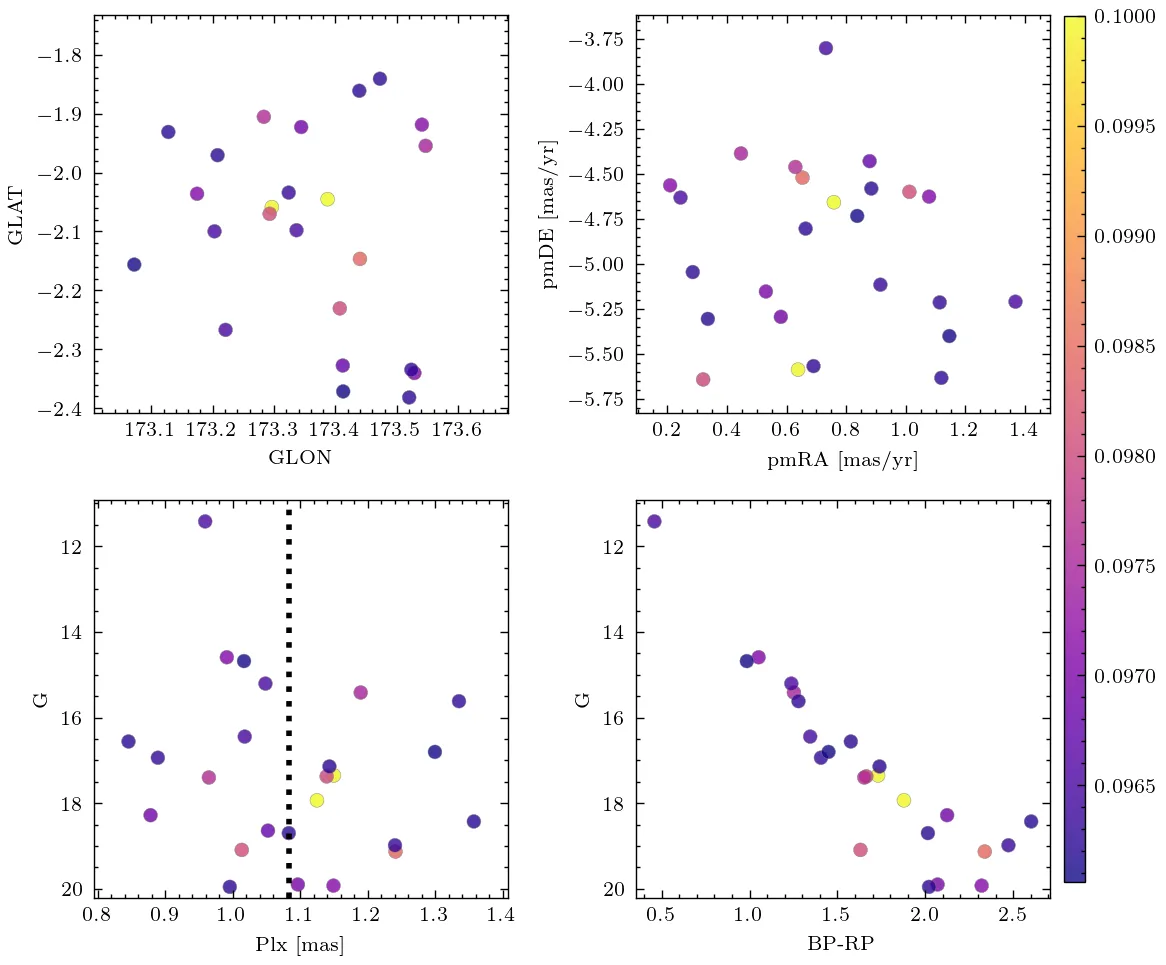 −1.8
−1.9
−2.0
−2.1
−2.2
−2.3
−2.4
GLAT
173.1 173.2 173.3 173.4 173.5 173.6
GLON
−3.75
−4.00
−4.25
−4.50
−4.75
−5.00
−5.25
−5.50
−5.75
pmDE [mas/yr]
0.2 0.4 0.6 0.8 1.0 1.2 1.4
pmRA [mas/yr]
12
14
16
18
20
G
0.8 0.9 1.0 1.1 1.2 1.3 1.4
Plx [mas]
12
14
16
18
20
G
0.5 1.0 1.5 2.0 2.5
BP-RP
0.1000
0.0995
0.0990
0.0985
0.0980
0.0975
0.0970
0.0965